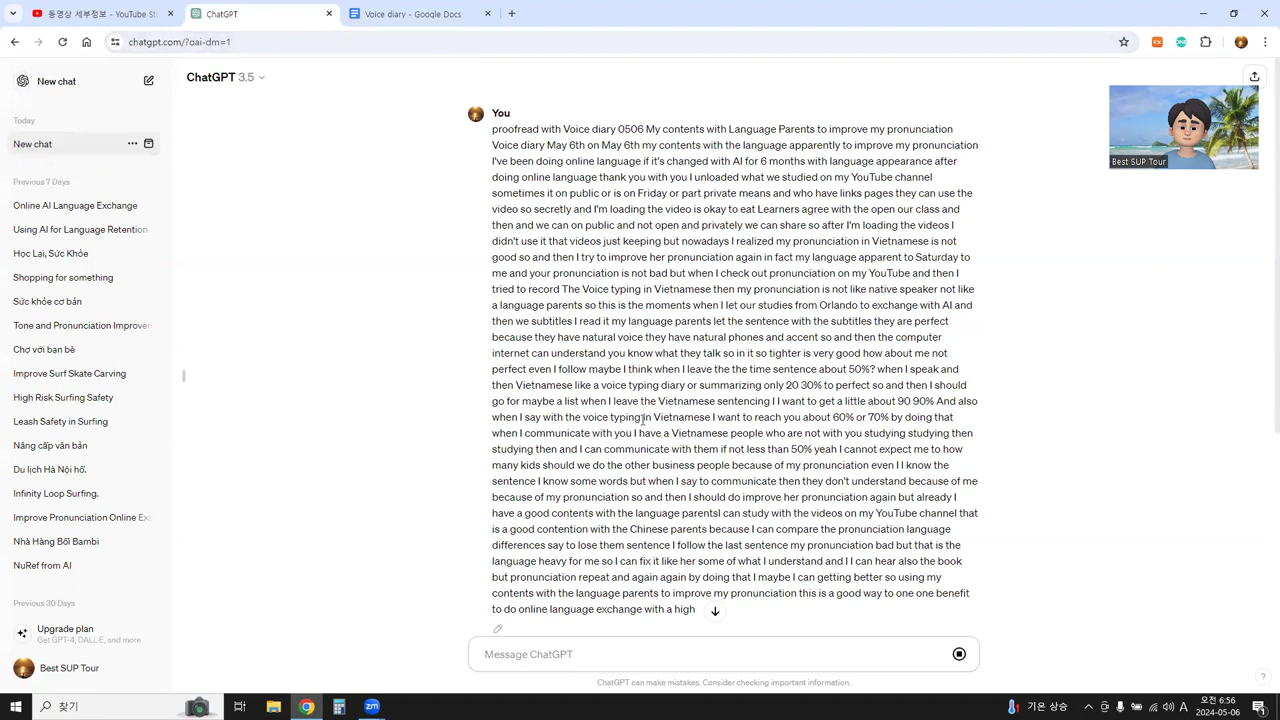 동영상 세부정보 - YouTube St
ChatGPT
Voice diary - Google Docs
chatgpt.com/?oai-dm=1
New chat
ChatGPT 3.5
Today
New chat
Previous 7 Days
Online AI Language Exchange
Using AI for Language Retention
Học Lại, Sức Khỏe
Shopping for something
Sức khỏe cơ bản
Tone and Pronunciation Improver
Chợ với bạn bè
Improve Surf Skate Carving
High Risk Surfing Safety
Leash Safety in Surfing
Nâng cấp văn bản
Du lịch Hà Nội hố.
Infinity Loop Surfing.
Improve Pronunciation Online Ex
Nhà Hàng Bối Bambi
NuRef from AI
Previous 30 Days
Upgrade plan
Get GPT-4, DALL·E, and more
Best SUP Tour
You
proofread with Voice diary 0506 My contents with Language Parents to improve my pronunciation
Voice diary May 6th on May 6th my contents with the language apparently to improve my pronunciation
I've been doing online language if it's changed with AI for 6 months with language appearance after
doing online language thank you with you I unloaded what we studied on my YouTube channel
sometimes it on public or is on Friday or part private means and who have links pages they can use the
video so secretly and I'm loading the video is okay to eat Learners agree with the open our class and
then and we can on public and not open and privately we can share so after I'm loading the videos I
didn't use it that videos just keeping but nowadays I realized my pronunciation in Vietnamese is not
good so and then I try to improve her pronunciation again in fact my language apparent to Saturday to
me and your pronunciation is not bad but when I check out pronunciation on my YouTube and then I
tried to record The Voice typing in Vietnamese then my pronunciation is not like native speaker not like
a language parents so this is the moments when I let our studies from Orlando to exchange with AI and
then we subtitles I read it my language parents let the sentence with the subtitles they are perfect
because they have natural voice they have natural phones and accent so and then the computer
internet can understand you know what they talk so in it so tighter is very good how about me not
perfect even I follow maybe I think when I leave the the time sentence about 50%? when I speak and
then Vietnamese like a voice typing diary or summarizing only 20 30% to perfect so and then I should
go for maybe a list when I leave the Vietnamese sentencing I I want to get a little about 90 90% And also
when I say with the voice typing in Vietnamese I want to reach you about 60% or 70% by doing that
when I communicate with you I have a Vietnamese people who are not with you studying studying then
studying then and I can communicate with them if not less than 50% yeah I cannot expect me to how
many kids should we do the other business people because of my pronunciation even I I know the
sentence I know some words but when I say to communicate then they don't understand because of me
because of my pronunciation so and then I should do improve her pronunciation again but already I
have a good contents with the language parentsI can study with the videos on my YouTube channel that
is a good contention with the Chinese parents because I can compare the pronunciation language
differences say to lose them sentence I follow the last sentence my pronunciation bad but that is the
language heavy for me so I can fix it like her some of what I understand and I I can hear also the book
but pronunciation repeat and again again by doing that I maybe I can getting better so using my
contents with the language parents to improve my pronunciation this is a good way to one one benefit
to do online language exchange with a high
Message ChatGPT
ChatGPT can make mistakes. Consider checking important information.
Best SUP Tour
찾기
zm
기온 상승
A
오전 6:56
2024-05-06